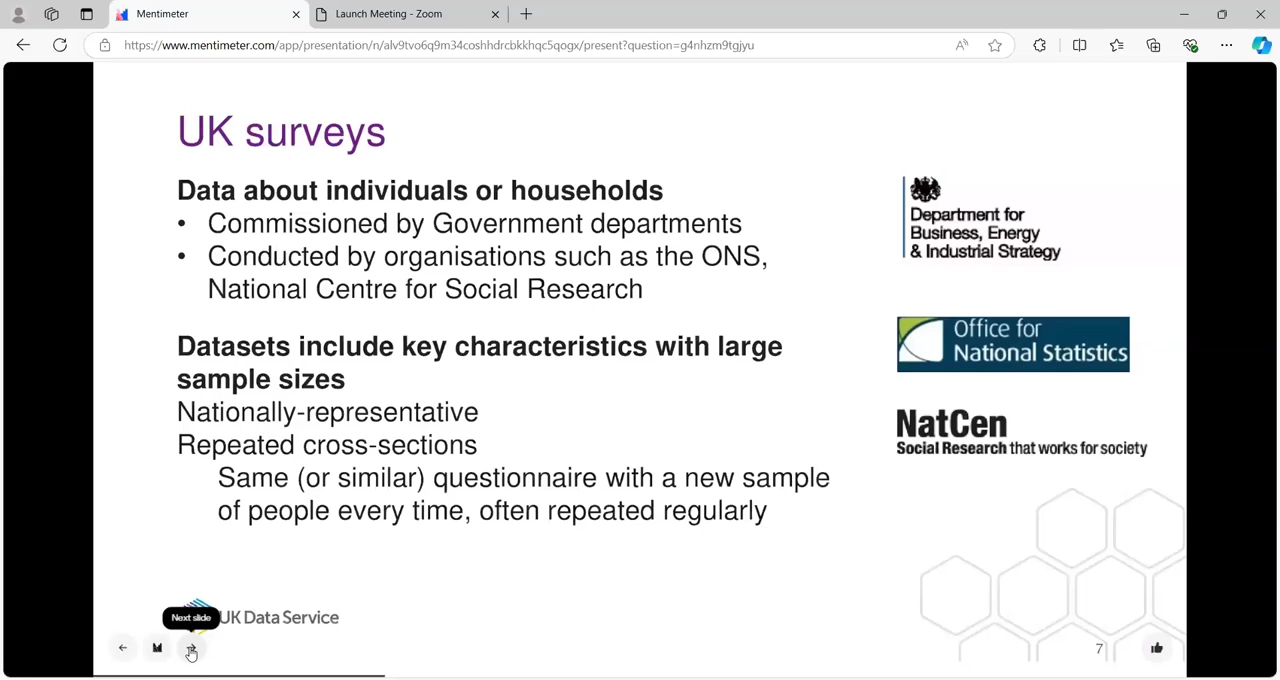 Mentimeter
Launch Meeting - Zoom
https://www.mentimeter.com/app/presentation/n/alv9tvo6q9m34coshhdrcbkkhqc5qogx/present?question=g4nhzm9tgjyu
UK surveys
Data about individuals or households
• Commissioned by Government departments
• Conducted by organisations such as the ONS,
National Centre for Social Research
Datasets include key characteristics with large
sample sizes
Nationally-representative
Repeated cross-sections
Same (or similar) questionnaire with a new sample
of people every time, often repeated regularly
Department for
Business, Energy
& Industrial Strategy
Office for
National Statistics
NatCen
Social Research that works for society
Next slide
UK Data Service
7